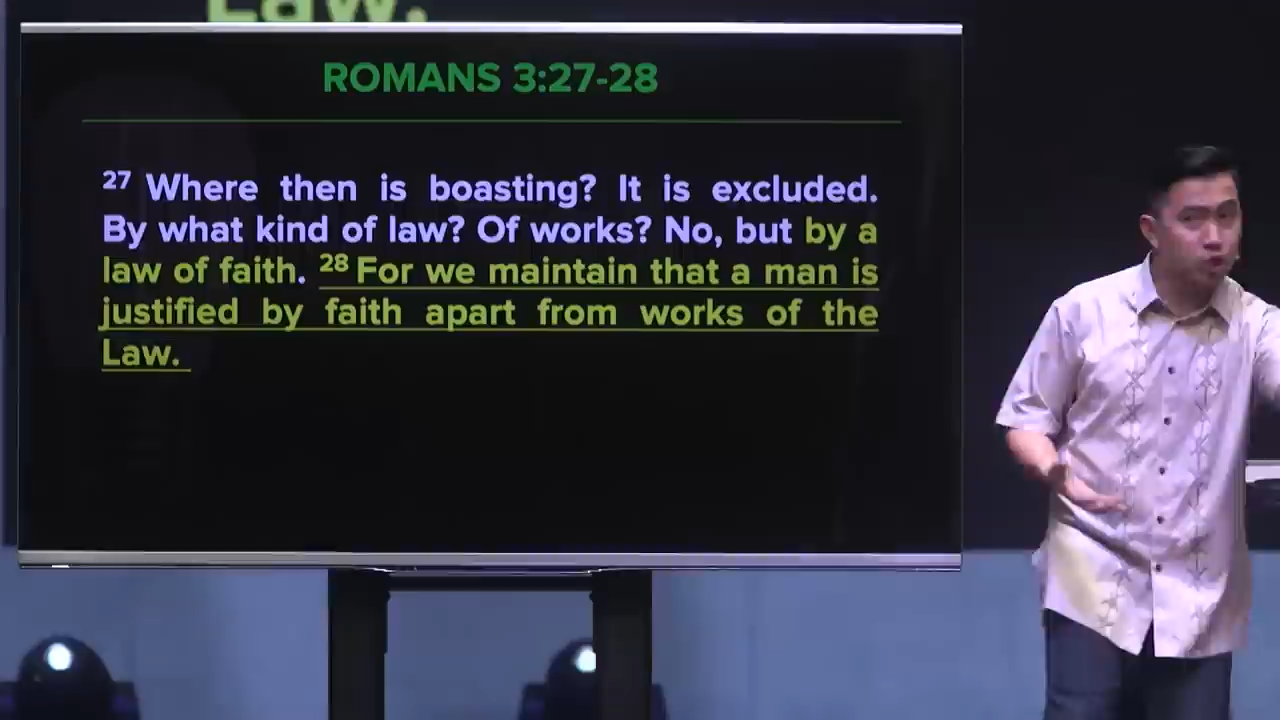 Law.
ROMANS 3:27-28
27 Where then is boasting? It is excluded.
By what kind of law? Of works? No, but by a
law of faith. 28 For we maintain that a man is
justified by faith apart from works of the
Law.